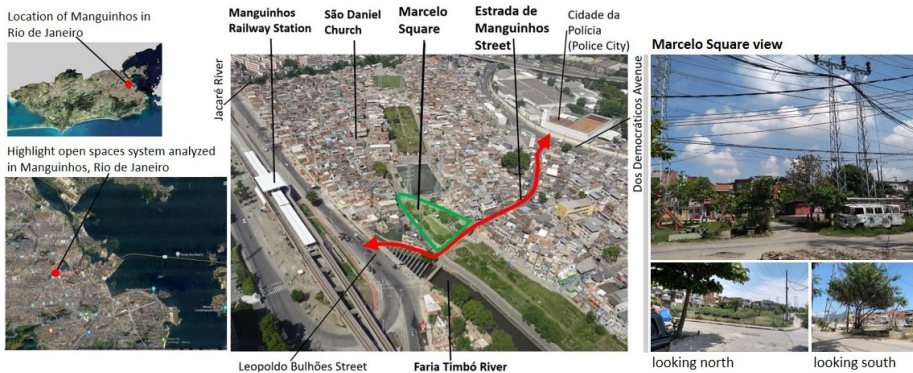 Location of Manguinhos in
Rio de Janeiro
Highlight open spaces system analyzed
in Manguinhos, Rio de Janeiro
Manguinhos
Railway Station
São Daniel
Church
Marcelo
Square
Estrada de
Manguinhos
Street
Cidade da
Polícia
(Police City)
Jacaré River
Dos Democráticos Avenue
Leopoldo Bulhões Street
Faria Timbó River
Marcelo Square view
looking north
looking south